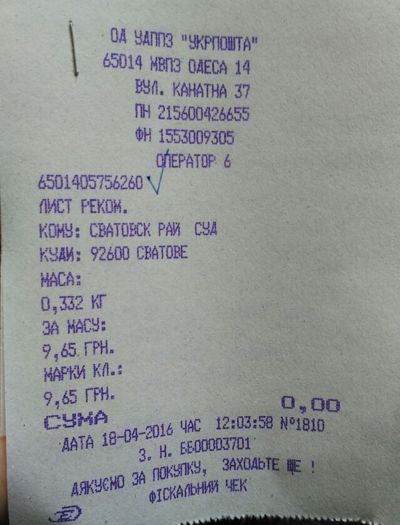 ОД УДППЗ "УКРПОШТА"
65014 МВПЗ ОДЕСА 14
ВУЛ. КАНАТНА 37
ПН 215600426655
ФН 1553009305
ОПЕРАТОР 6
6501405756260
ЛИСТ РЕКОМ.
КОМУ: СВАТОВСК РАЙ СУД
КУДИ: 92600 СВАТОВЕ
МАСА:
0,332 КГ
ЗА МАСУ:
9,65 ГРН.
МАРКИ КЛ.:
9,65 ГРН.
СУМА 0,00
ДАТА 18-04-2016 ЧАС 12:03:58 №1810
З. Н. ББ00003701
ДЯКУЄМО ЗА ПОКУПКУ, ЗАХОДЬТЕ ЩЕ !
ФІСКАЛЬНИЙ ЧЕК